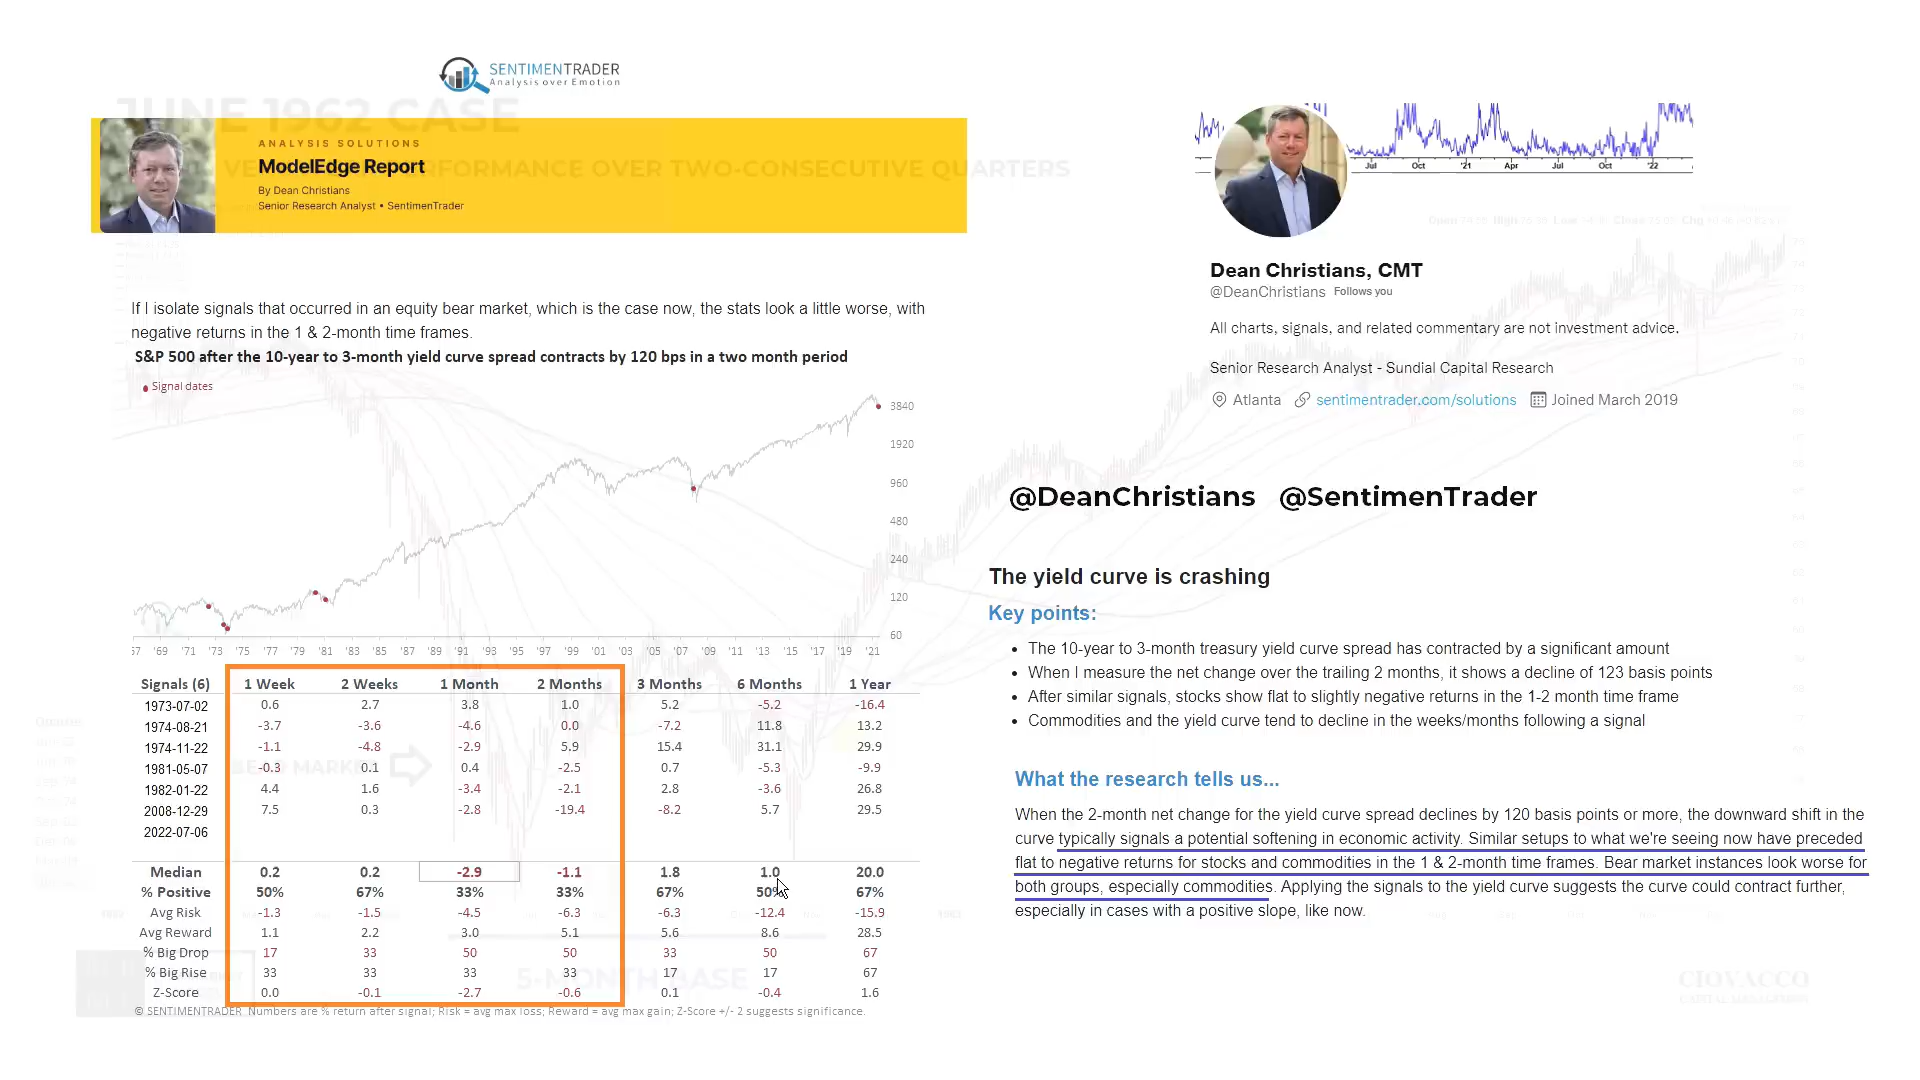 SENTIMENTRADER
Analysis over Emotion
JUNE 1962 CASE
PERFORMANCE OVER TWO-CONSECUTIVE QUARTERS
ANALYSIS SOLUTIONS
ModelEdge Report
By Dean Christians
Senior Research Analyst • SentimenTrader
If I isolate signals that occurred in an equity bear market, which is the case now, the stats look a little worse, with
negative returns in the 1 & 2-month time frames.
S&P 500 after the 10-year to 3-month yield curve spread contracts by 120 bps in a two month period
Signal dates
3840
1920
960
480
240
120
60
'67 '69 '71 '73 '75 '77 '79 '81 '83 '85 '87 '89 '91 '93 '95 '97 '99 '01 '03 '05 '07 '09 '11 '13 '15 '17 '19 '21
Signals (6) 1 Week 2 Weeks 1 Month 2 Months 3 Months 6 Months 1 Year
1973-07-02 0.6 2.7 3.8 1.0 5.2 -5.2 -16.4
1974-08-21 -3.7 -3.6 -4.6 0.0 -7.2 11.8 13.2
1974-11-22 -1.1 -4.8 -2.9 5.9 15.4 31.1 29.9
1981-05-07 -0.3 0.1 0.4 -2.5 0.7 -5.3 -9.9
1982-01-22 4.4 1.6 -3.4 -2.1 2.8 -3.6 26.8
2008-12-29 7.5 0.3 -2.8 -19.4 -8.2 5.7 29.5
2022-07-06
Median 0.2 0.2 -2.9 -1.1 1.8 1.0 20.0
% Positive 50% 67% 33% 33% 67% 50% 67%
Avg Risk -1.3 -1.5 -4.5 -6.3 -6.3 -12.4 -15.9
Avg Reward 1.1 2.2 3.0 5.1 5.6 8.6 28.5
% Big Drop 17 33 50 50 33 50 67
% Big Rise 33 33 33 33 17 17 67
Z-Score 0.0 -0.1 -2.7 -0.6 0.1 -0.4 1.6
© SENTIMENTRADER Numbers are % return after signal; Risk = avg max loss; Reward = avg max gain; Z-Score +/- 2 suggests significance.
BEAR MARKET
5-MONTH BASE
Jul Oct '21 Apr Jul Oct '22
Dean Christians, CMT
@DeanChristians Follows you
All charts, signals, and related commentary are not investment advice.
Senior Research Analyst - Sundial Capital Research
Atlanta sentimentrader.com/solutions Joined March 2019
@DeanChristians @SentimenTrader
The yield curve is crashing
Key points:
• The 10-year to 3-month treasury yield curve spread has contracted by a significant amount
• When I measure the net change over the trailing 2 months, it shows a decline of 123 basis points
• After similar signals, stocks show flat to slightly negative returns in the 1-2 month time frame
• Commodities and the yield curve tend to decline in the weeks/months following a signal
What the research tells us...
When the 2-month net change for the yield curve spread declines by 120 basis points or more, the downward shift in the
curve typically signals a potential softening in economic activity. Similar setups to what we're seeing now have preceded
flat to negative returns for stocks and commodities in the 1 & 2-month time frames. Bear market instances look worse for
both groups, especially commodities. Applying the signals to the yield curve suggests the curve could contract further,
especially in cases with a positive slope, like now.
CIOVACCO
CAPITAL MANAGEMENT